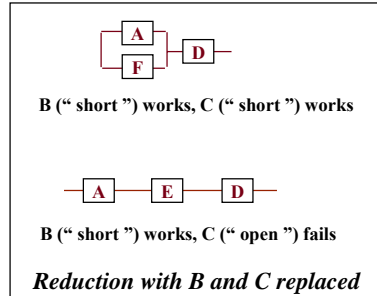 A
F
D
B (“ short ”) works, C (“ short ”) works
A E D
B (“ short ”) works, C (“ open ”) fails
Reduction with B and C replaced